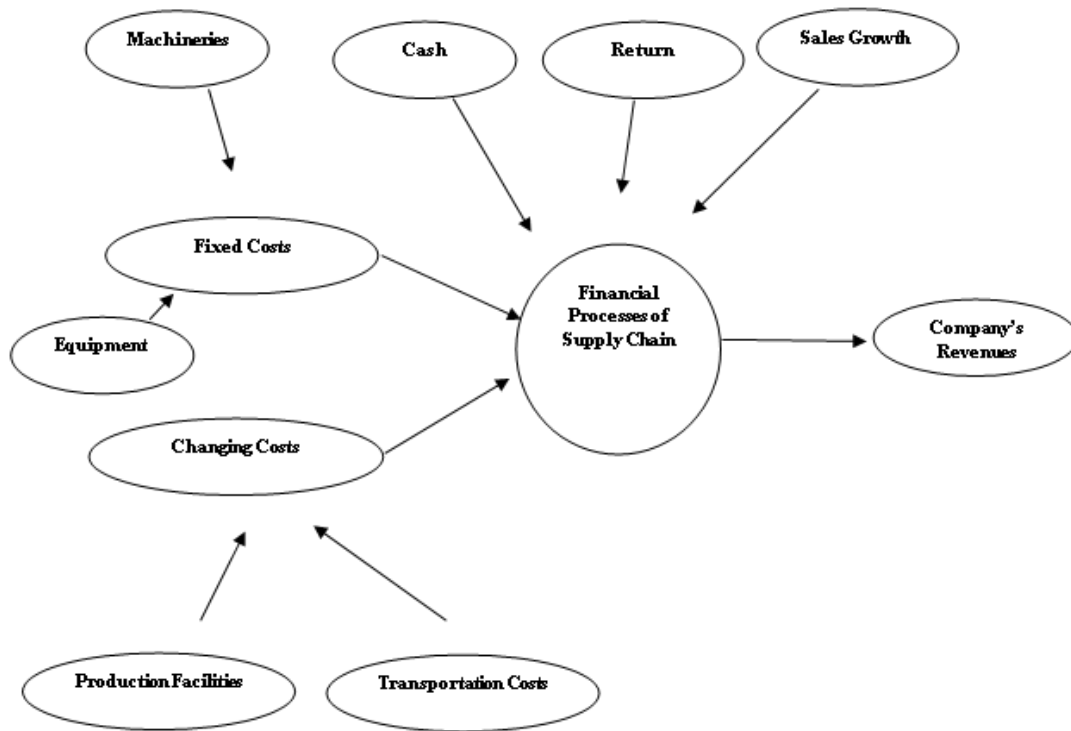 Machineries
Cash
Return
Sales Growth
Fixed Costs
Financial
Processes of
Supply Chain
Company's
Revenues
Equipment
Changing Costs
Production Facilities
Transportation Costs